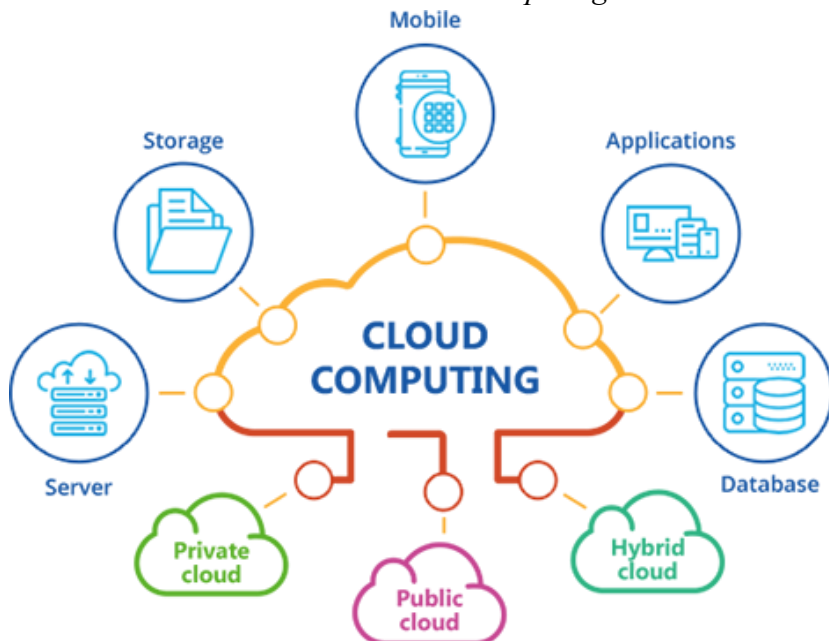 Mobile
Storage
Applications
CLOUD
COMPUTING
Server
Database
Private
cloud
Public
cloud
Hybrid
cloud